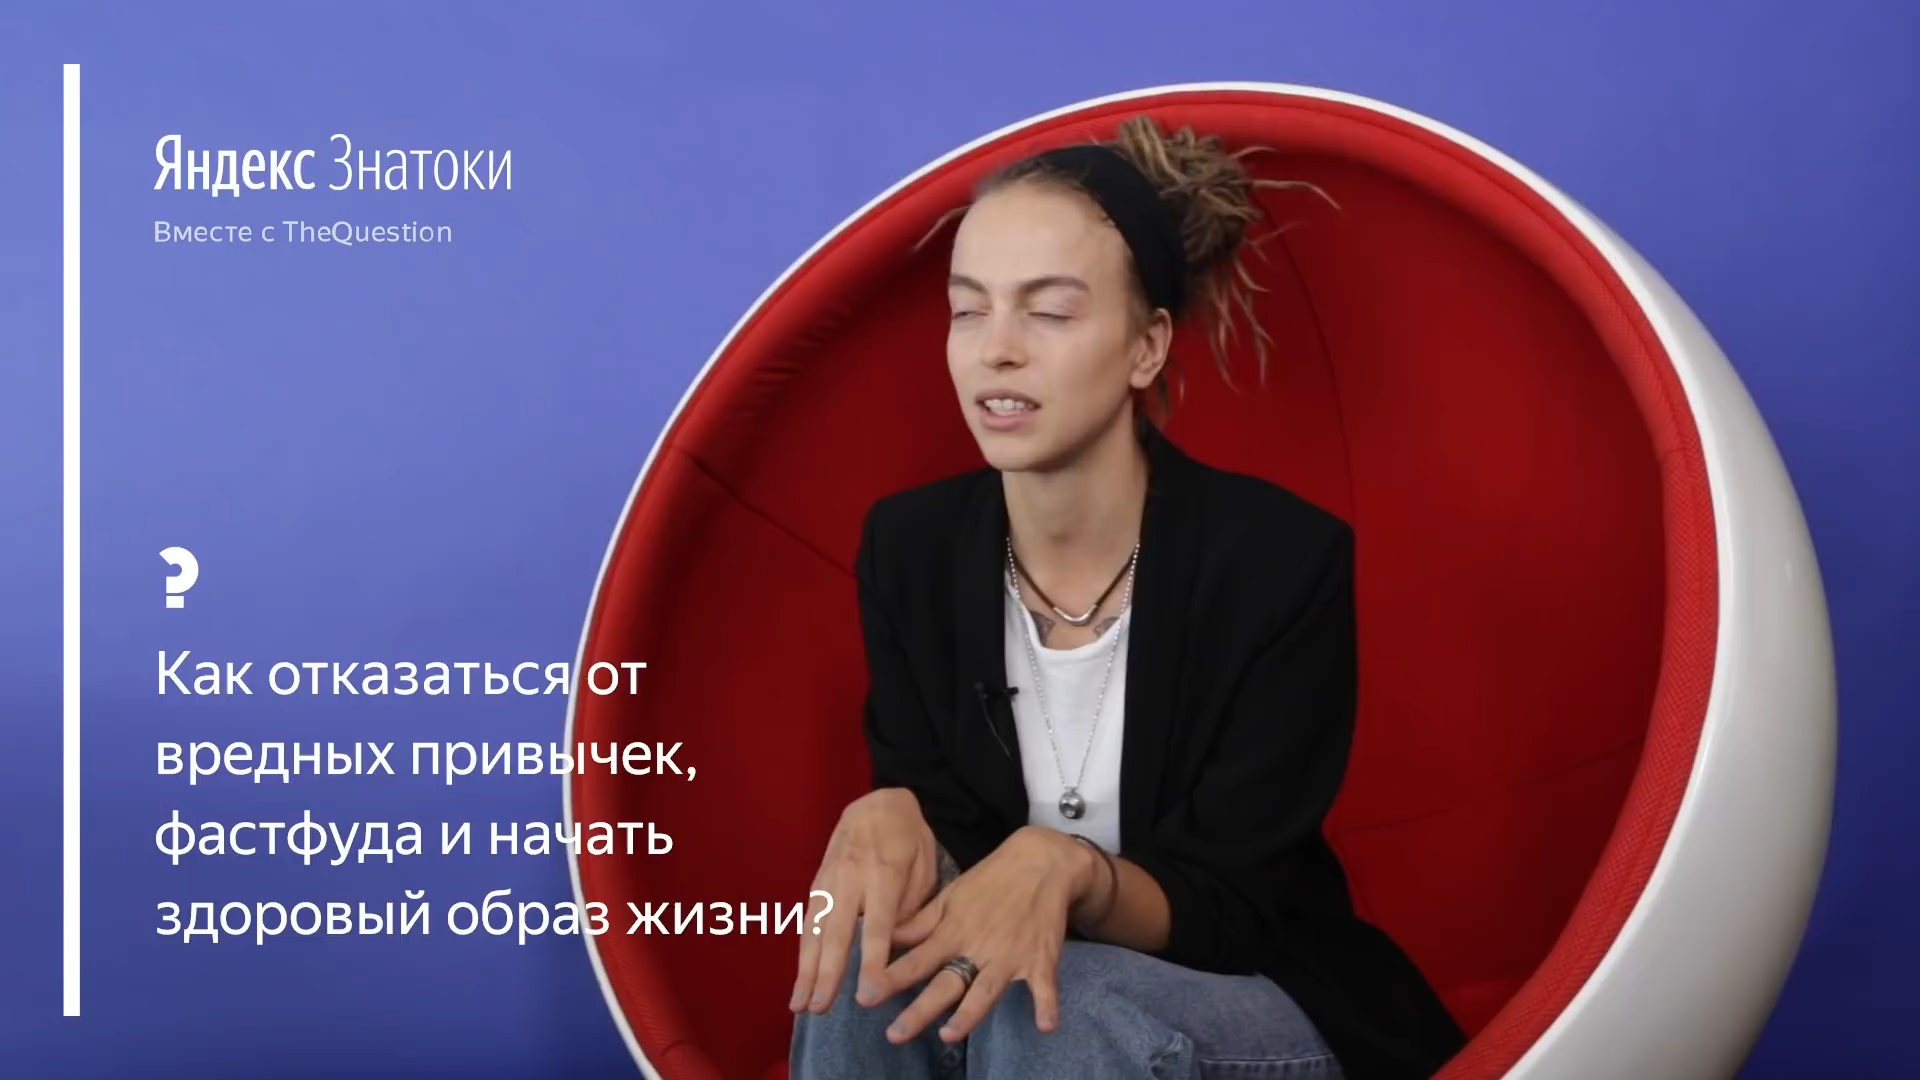 Яндекс Знатоки
Вместе с TheQuestion
?
Как отказаться от
вредных привычек,
фастфуда и начать
здоровый образ жизни?